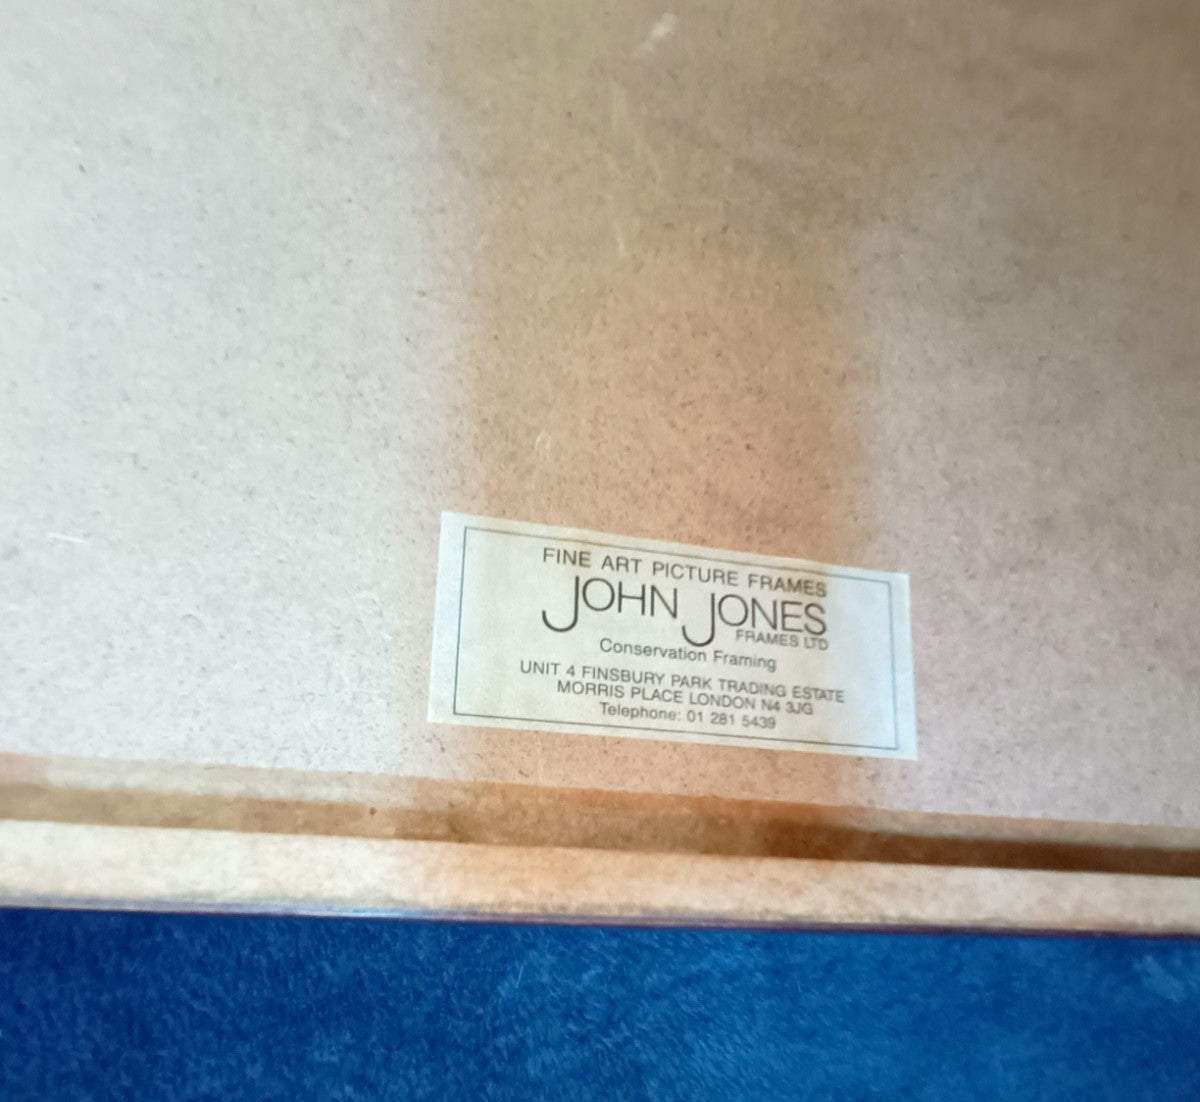 FINE ART PICTURE FRAMES
JOHN JONES
FRAMES LTD
Conservation Framing
UNIT 4 FINSBURY PARK TRADING ESTATE
MORRIS PLACE LONDON N4 3JG
Telephone: 01 281 5439